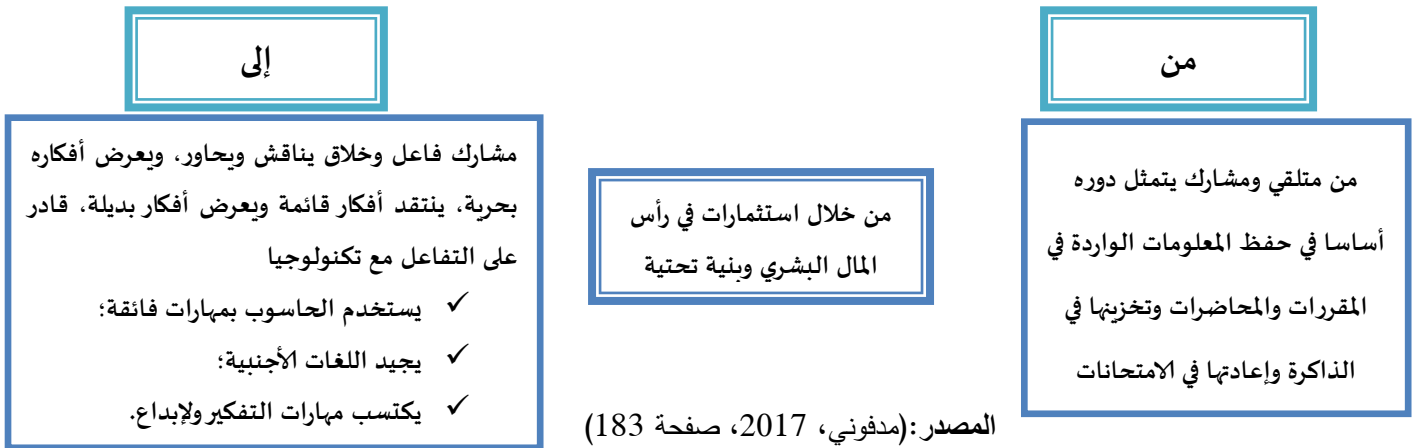 من
من متلقي ومشارك يتمثل دوره
أساسا في حفظ المعلومات الواردة في
المقررات والمحاضرات وتخزينها في
الذاكرة وإعادتها في الامتحانات
من خلال استثمارات في رأس
المال البشري وبنية تحتية
إلى
مشارك فاعل وخلاق يناقش ويحاور، ويعرض أفكاره
بحرية، ينتقد أفكار قائمة ويعرض أفكار بديلة، قادر
على التفاعل مع تكنولوجيا
✓ يستخدم الحاسوب بمهارات فائقة؛
✓ يجيد اللغات الأجنبية؛
✓ يكتسب مهارات التفكير ولإبداع.
المصدر:(مدفوني، 2017، صفحة 183)